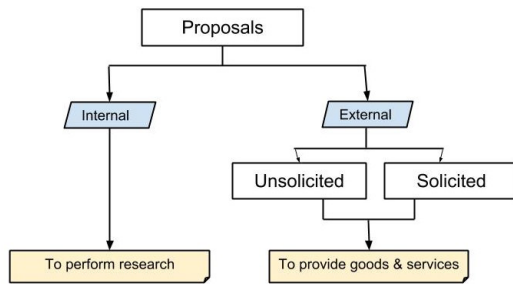 Proposals
Internal
External
Unsolicited
Solicited
To perform research
To provide goods & services